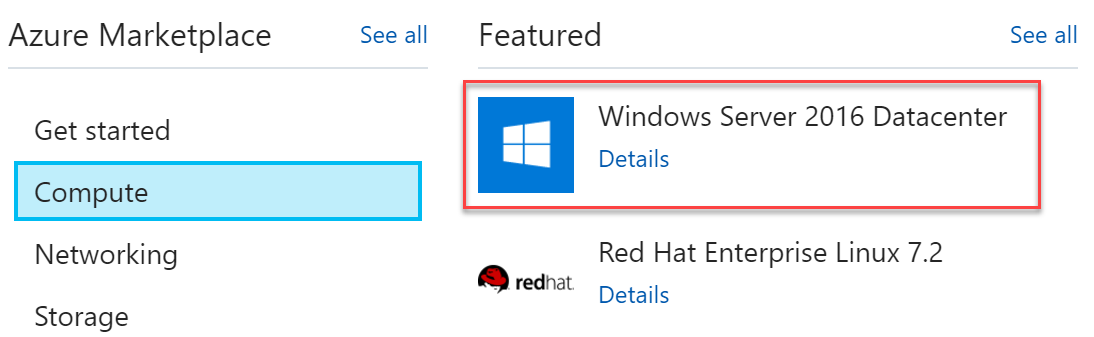 Azure Marketplace
See all
Get started
Compute
Networking
Storage
Featured
See all
Windows Server 2016 Datacenter
Details
redhat.
Red Hat Enterprise Linux 7.2
Details